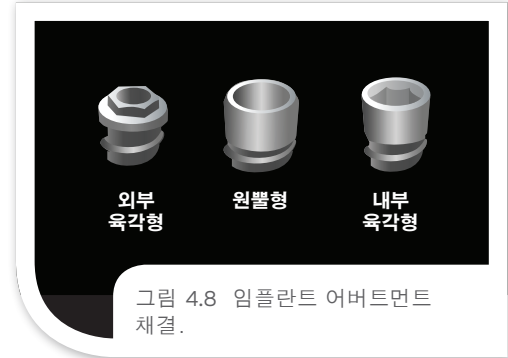 외부
육각형
원뿔형
내부
육각형
그림 4.8 임플란트 어버트먼트
채결.